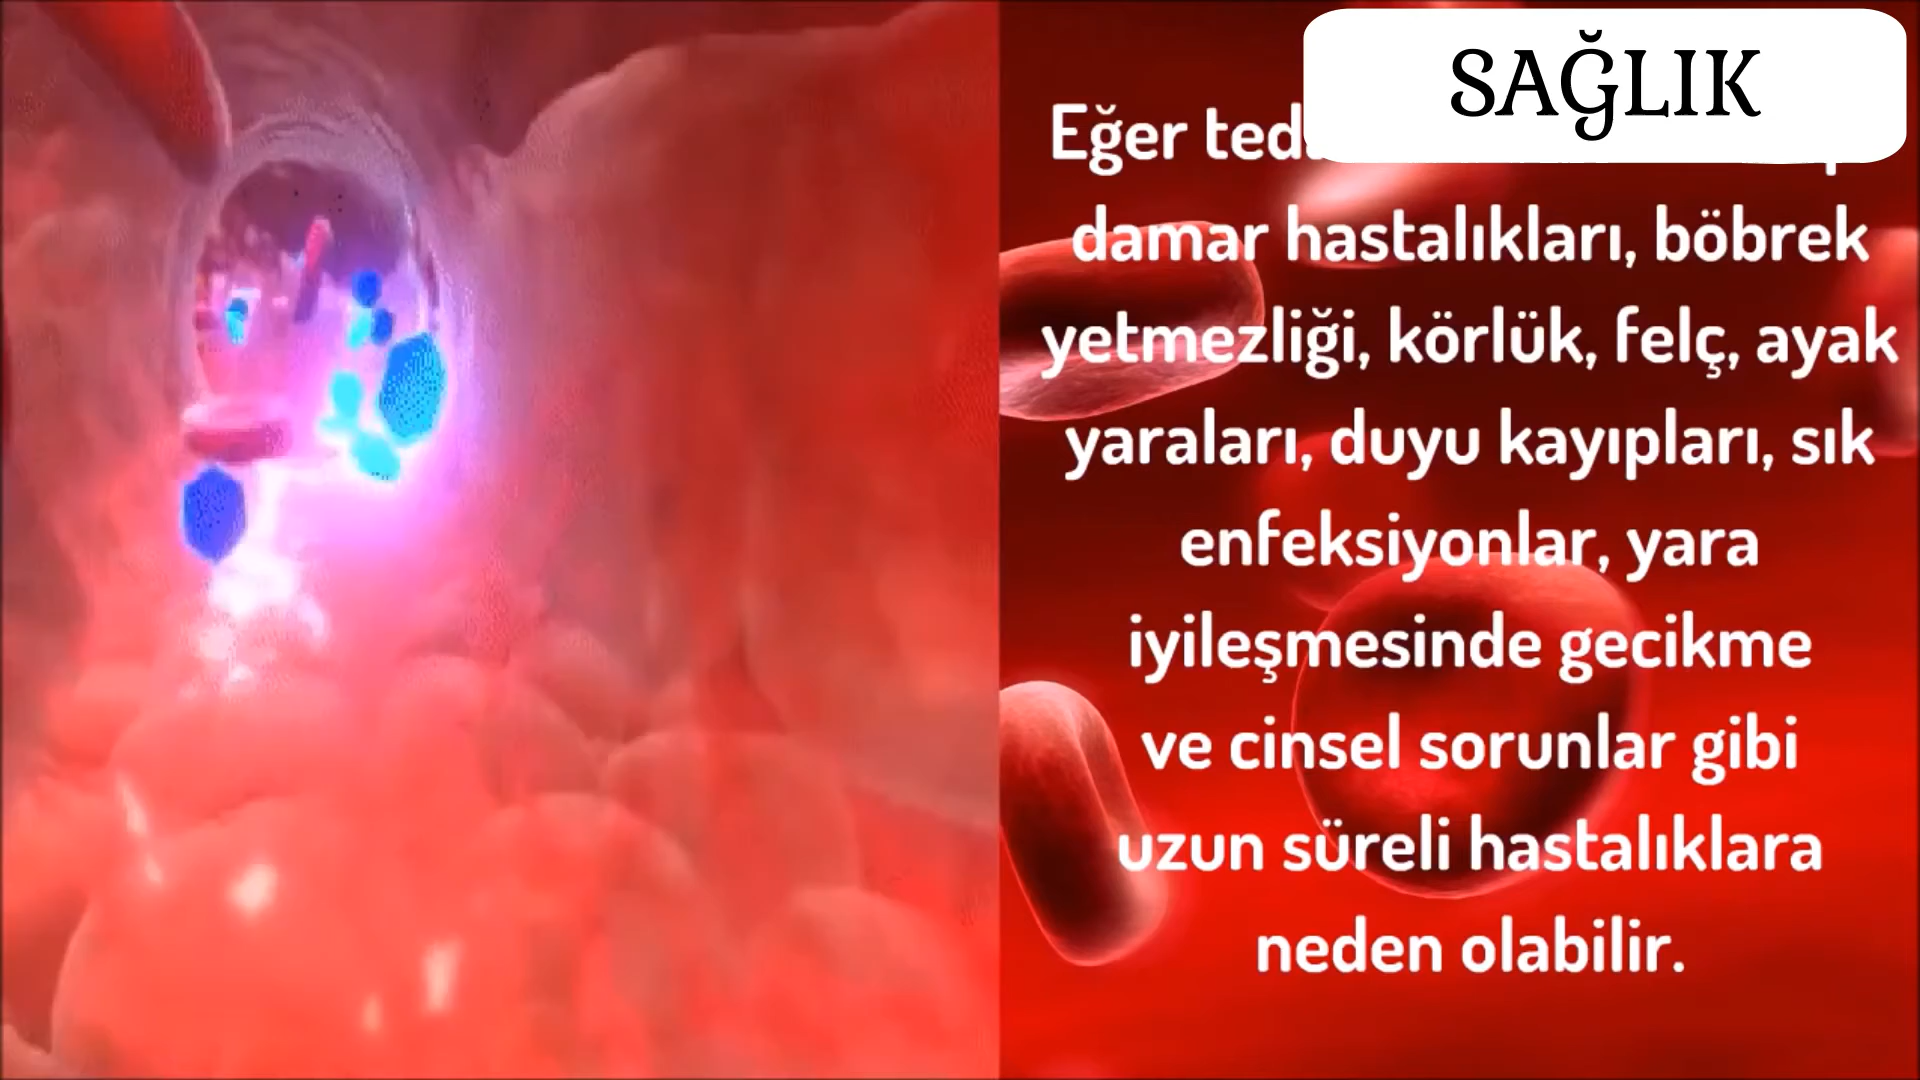 SAĞLIK
Eğer
damar hastalıkları, böbrek
yetmezliği, körlük, felç, ayak
yaraları, duyu kayıpları, sık
enfeksiyonlar, yara
iyileşmesinde gecikme
ve cinsel sorunlar gibi
uzun süreli hastalıklara
neden olabilir.